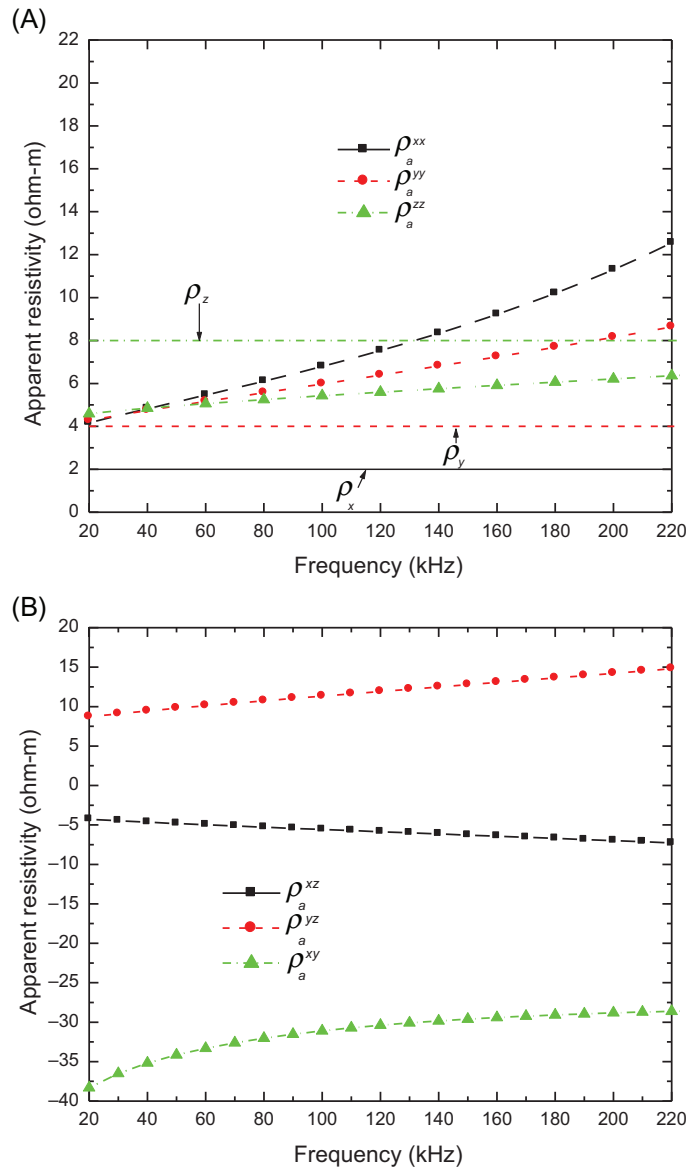 (A)
22
20
18
16
14
12
10
8
6
4
2
0
Apparent resistivity (ohm-m)
ρ_a^xx
ρ_a^yy
ρ_a^zz
ρ_z
ρ_y
ρ_x
20 40 60 80 100 120 140 160 180 200 220
Frequency (kHz)
(B)
20
15
10
5
0
−5
−10
−15
−20
−25
−30
−35
−40
Apparent resistivity (ohm-m)
ρ_a^xz
ρ_a^yz
ρ_a^xy
20 40 60 80 100 120 140 160 180 200 220
Frequency (kHz)